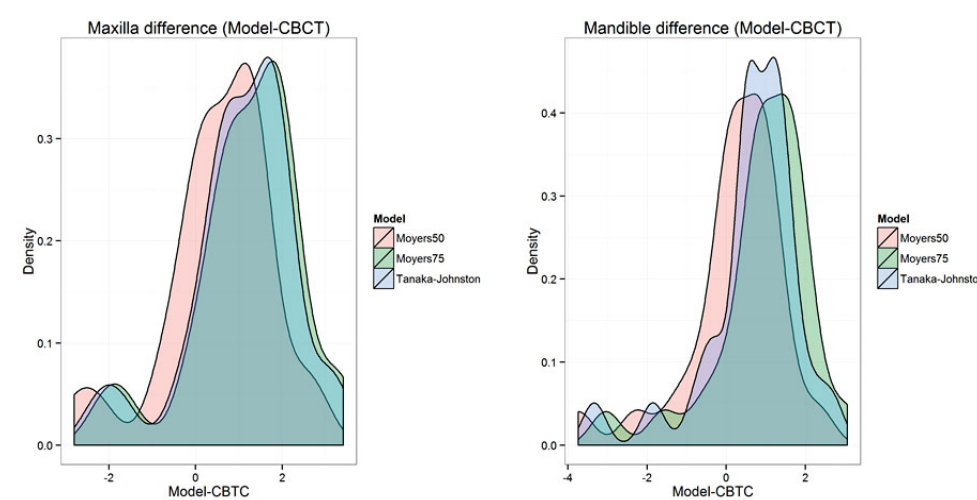 Maxilla difference (Model-CBCT)
Density
0.3
0.2
0.1
0.0
-2
0
2
Model-CBTC
Model
Moyers50
Moyers75
Tanaka-Johnston
Mandible difference (Model-CBCT)
Density
0.4
0.3
0.2
0.1
0.0
-4
-2
0
2
Model-CBTC
Model
Moyers50
Moyers75
Tanaka-Johnsto